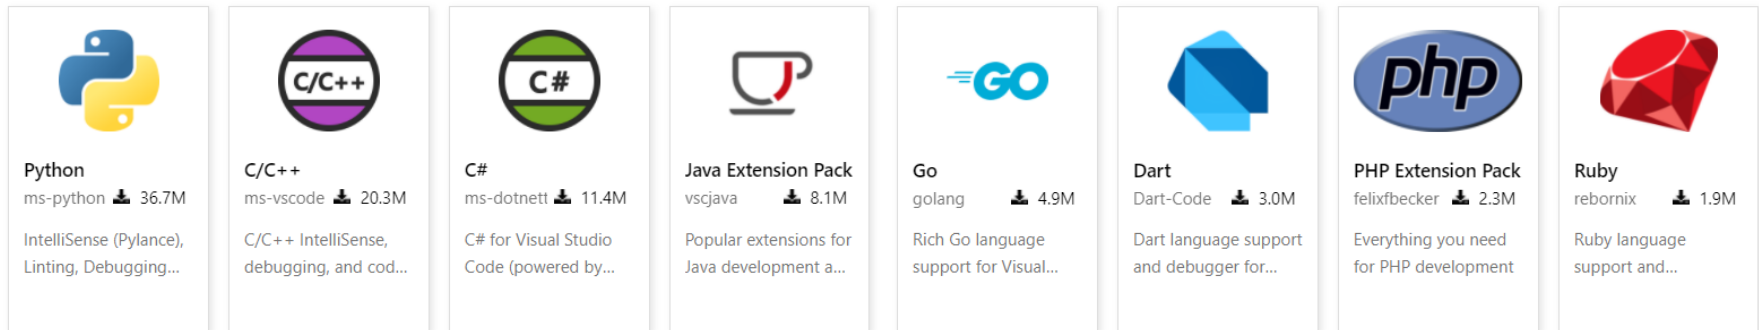 C/C++
C#
GO
php
Python
ms-python 36.7M
IntelliSense (Pylance),
Linting, Debugging...
C/C++
ms-vscode 20.3M
C/C++ IntelliSense,
debugging, and cod...
C#
ms-dotnett 11.4M
C# for Visual Studio
Code (powered by...
Java Extension Pack
vscjava 8.1M
Popular extensions for
Java development a...
Go
golang 4.9M
Rich Go language
support for Visual...
Dart
Dart-Code 3.0M
Dart language support
and debugger for...
PHP Extension Pack
felixfbecker 2.3M
Everything you need
for PHP development
Ruby
rebornix 1.9M
Ruby language
support and...